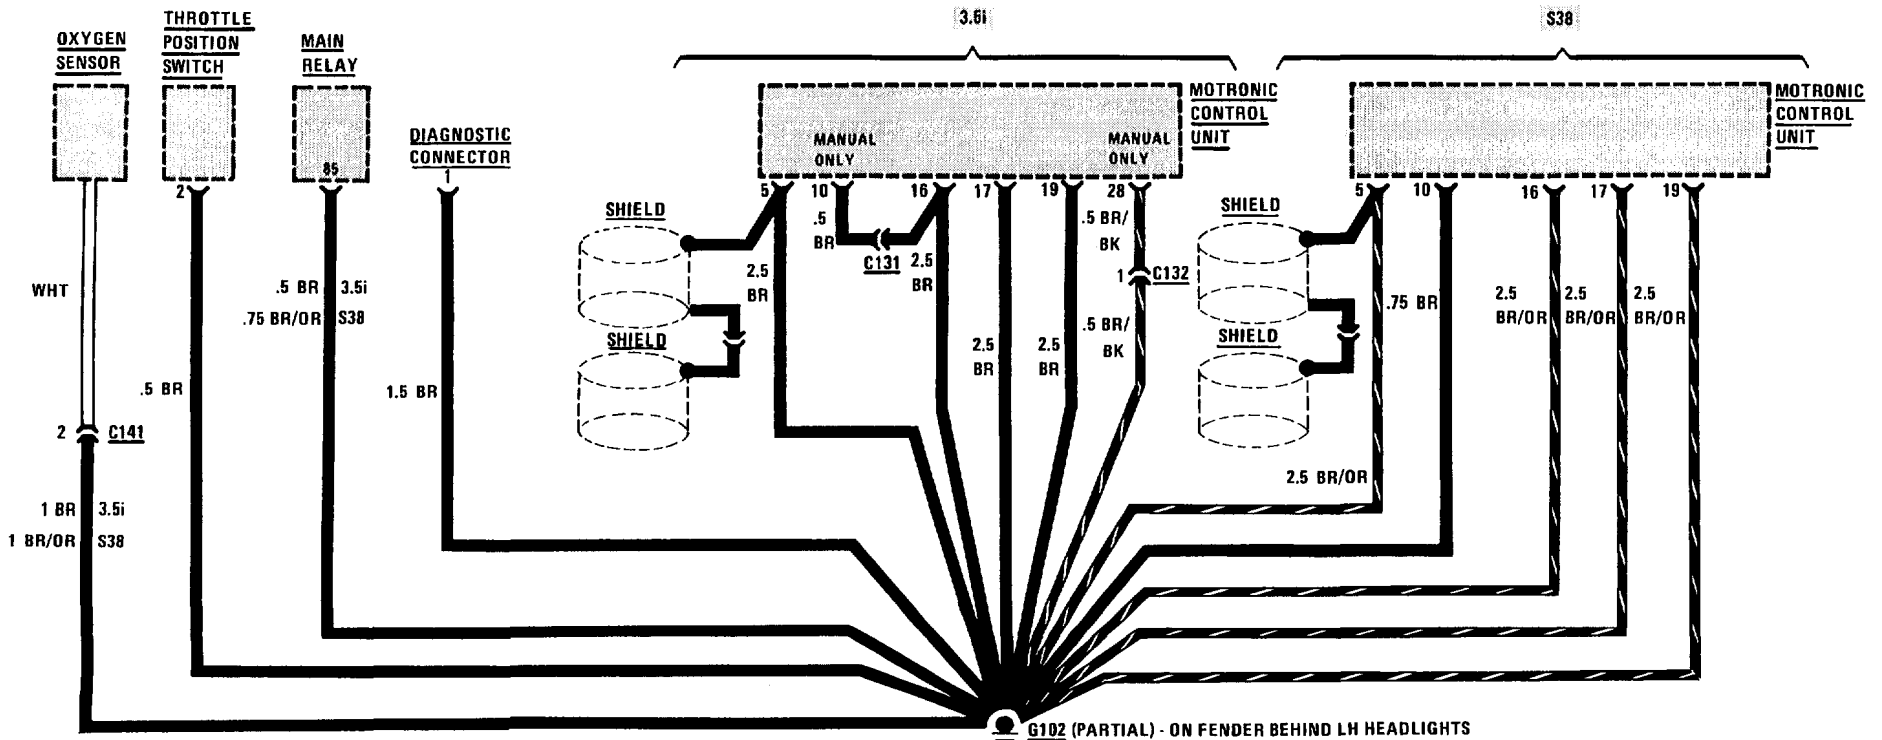 3.6i
S38
OXYGEN
SENSOR
THROTTLE
POSITION
SWITCH
MAIN
RELAY
85
DIAGNOSTIC
CONNECTOR
1
MANUAL
ONLY
MANUAL
ONLY
MOTRONIC
CONTROL
UNIT
MOTRONIC
CONTROL
UNIT
2
5
10
16
17
19
28
5
10
16
17
19
SHIELD
SHIELD
.5
BR
C131
2.5
BR
2.5
BR
.5 BR/
BK
1
C132
.5 BR/
BK
2.5
BR
2.5
BR
SHIELD
SHIELD
.75 BR
2.5
BR/OR
2.5
BR/OR
2.5
BR/OR
2.5 BR/OR
WHT
.5 BR
3.5i
.75 BR/OR
S38
.5 BR
1.5 BR
2
C141
1 BR
3.5i
1 BR/OR
S38
G102 (PARTIAL) - ON FENDER BEHIND LH HEADLIGHTS